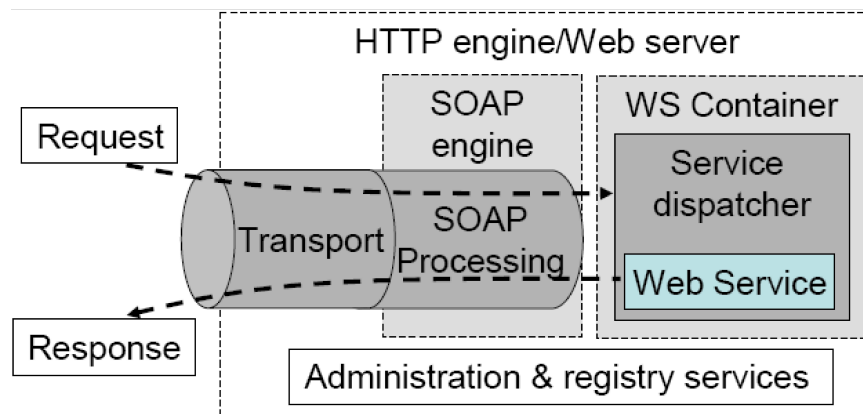 HTTP engine/Web server
SOAP
engine
WS Container
Request
Service
dispatcher
Transport
SOAP
Processing
Web Service
Response
Administration & registry services